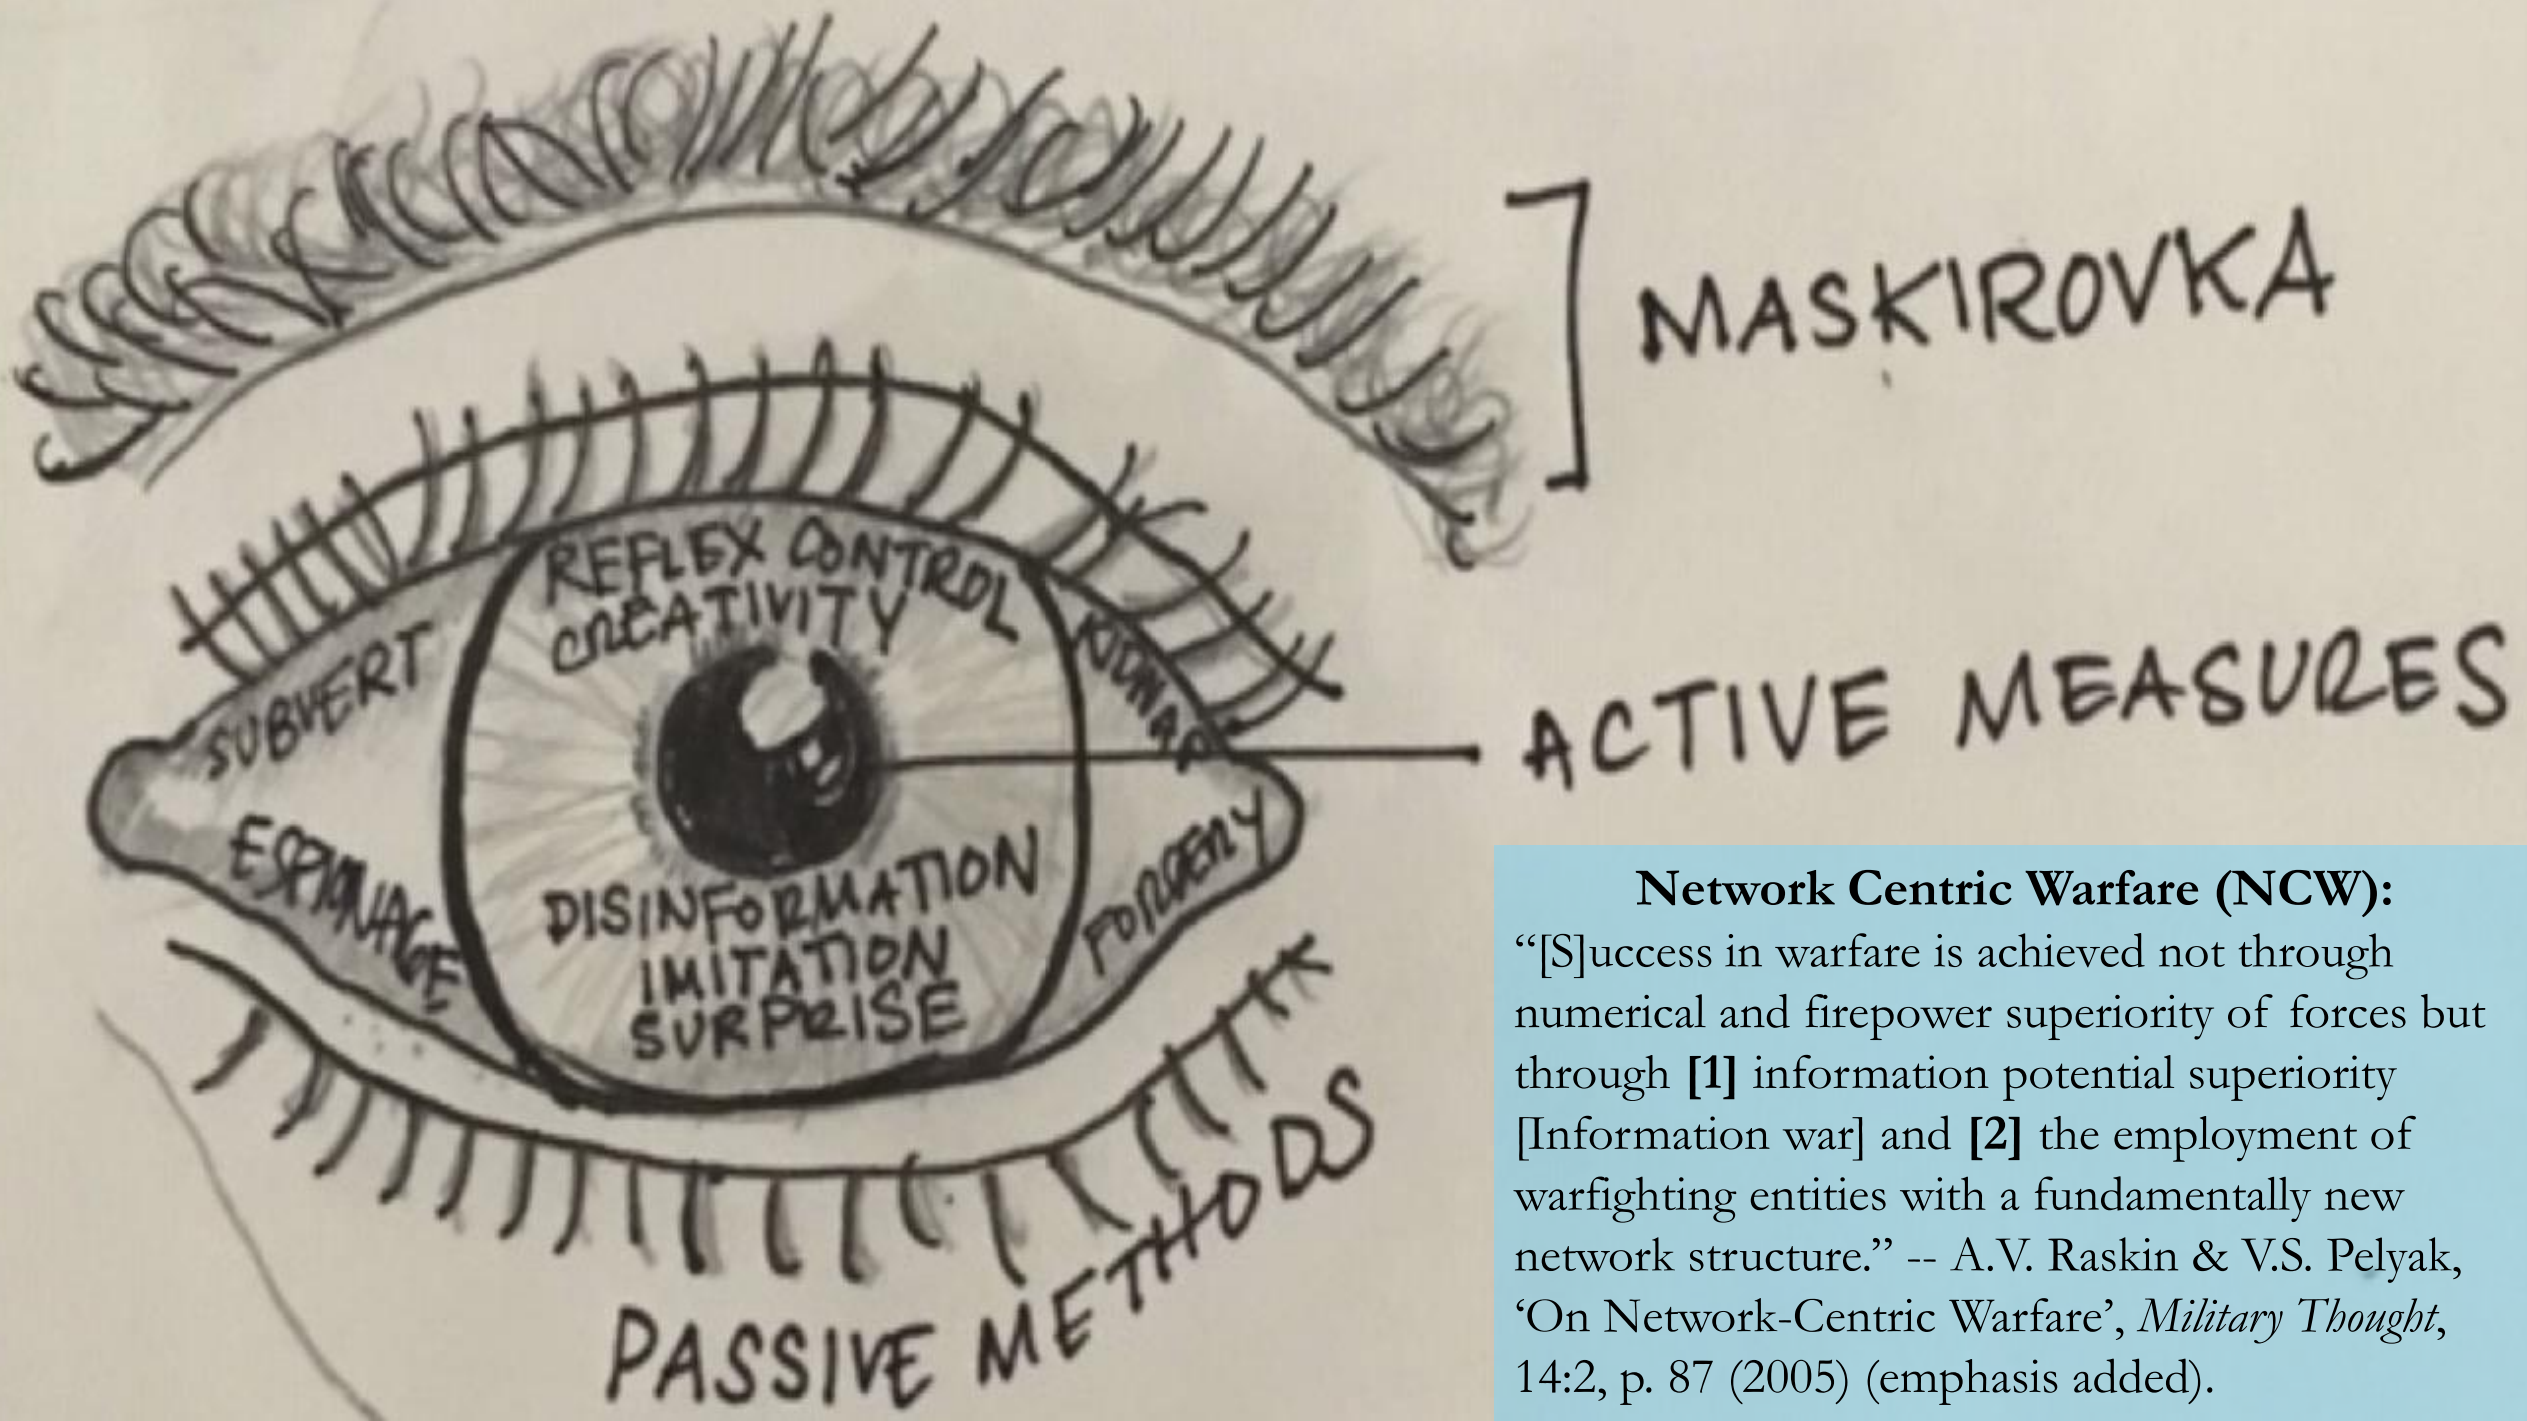 MASKIROVKA
REFLEX CONTROL
CREATIVITY
SUBVERT
KIDNAP
ACTIVE MEASURES
ESPIONAGE
DISINFORMATION
IMITATION
SURPRISE
FORGERY
PASSIVE METHODS
Network Centric Warfare (NCW):
“[S]uccess in warfare is achieved not through
numerical and firepower superiority of forces but
through [1] information potential superiority
[Information war] and [2] the employment of
warfighting entities with a fundamentally new
network structure.” -- A.V. Raskin & V.S. Pelyak,
‘On Network-Centric Warfare’, Military Thought,
14:2, p. 87 (2005) (emphasis added).